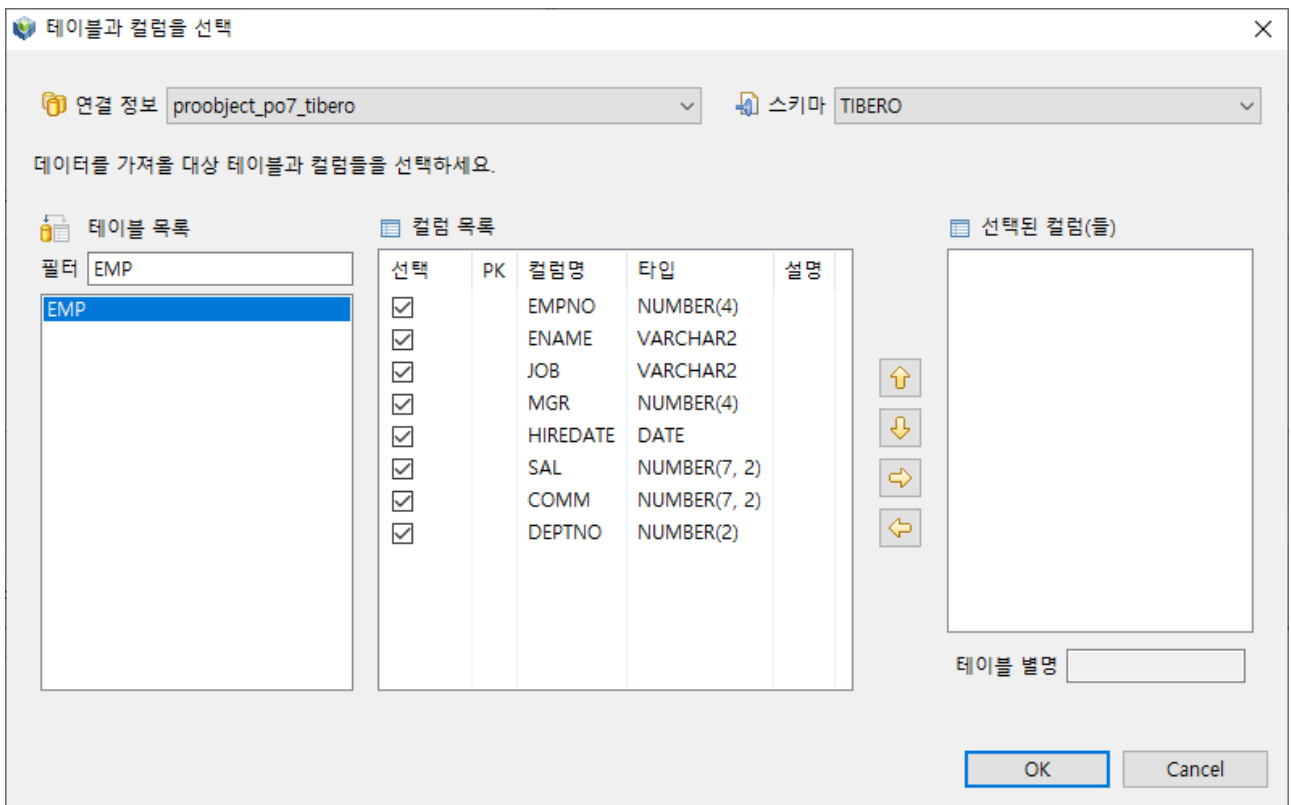 테이블과 컬럼을 선택
연결 정보 proobject_po7_tibero 스키마 TIBERO
데이터를 가져올 대상 테이블과 컬럼들을 선택하세요.
테이블 목록
필터 EMP
EMP
컬럼 목록
선택 PK 컬럼명 타입 설명
EMPNO NUMBER(4)
ENAME VARCHAR2
JOB VARCHAR2
MGR NUMBER(4)
HIREDATE DATE
SAL NUMBER(7, 2)
COMM NUMBER(7, 2)
DEPTNO NUMBER(2)
선택된 컬럼(들)
테이블 별명
OK Cancel